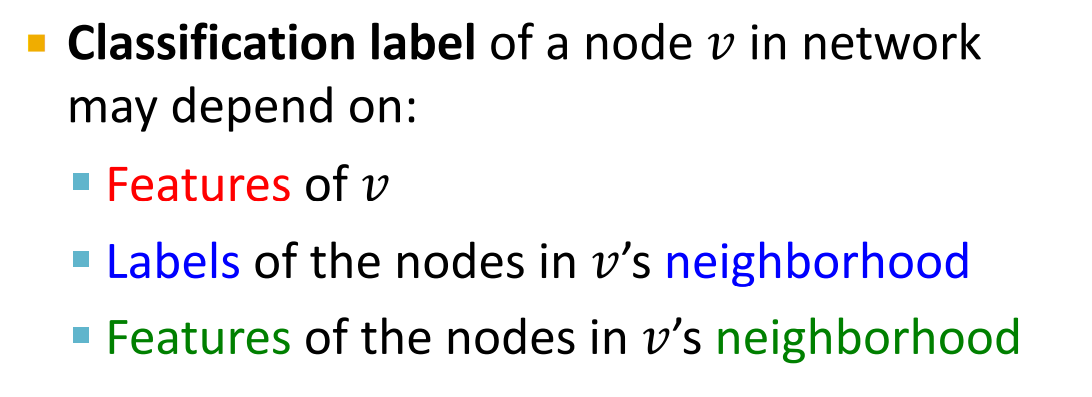 ▪ Classification label of a node 𝑣 in network
may depend on:
▪ Features of 𝑣
▪ Labels of the nodes in 𝑣’s neighborhood
▪ Features of the nodes in 𝑣’s neighborhood